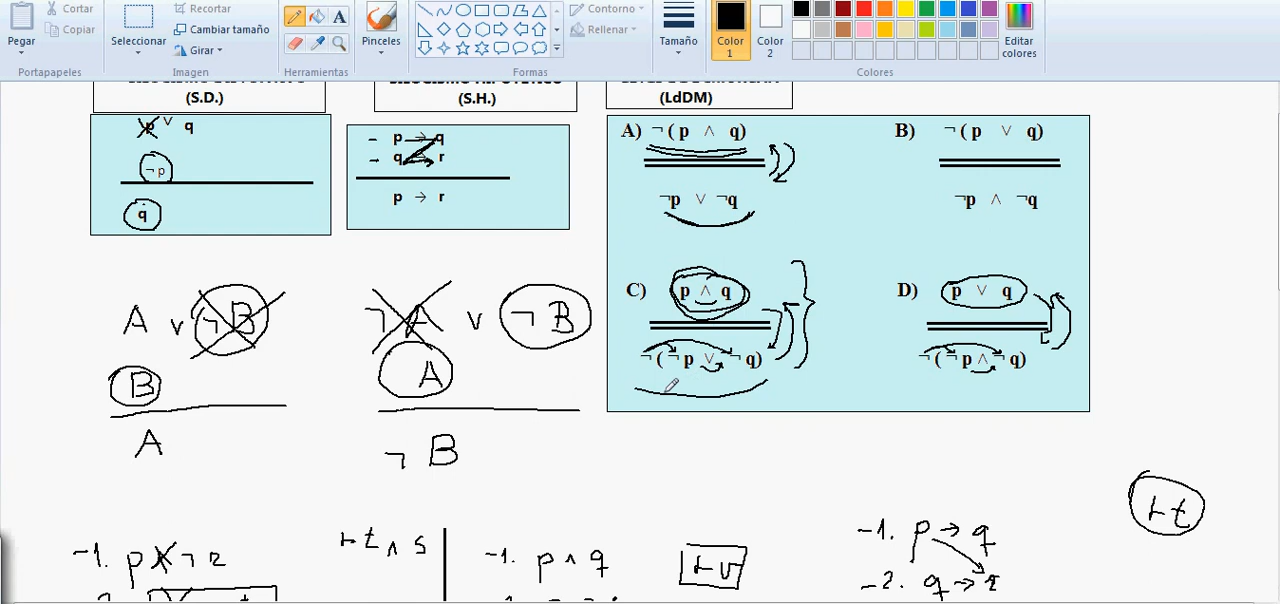 Cortar
Copiar
Pegar
Portapapeles
Seleccionar
Recortar
Cambiar tamaño
Girar
Imagen
Herramientas
Pinceles
Formas
Contorno
Rellenar
Tamaño
Color 1
Color 2
Editar colores
Colores
(S.D.)
(S.H.)
(LdDM)
p ∨ q
¬p
q
- p → q
- q → r
p → r
A) ¬ ( p ∧ q)
¬p ∨ ¬q
B) ¬ ( p ∨ q)
¬p ∧ ¬q
C) p ∧ q
¬ ( ¬ p ∨ ¬ q)
D) p ∨ q
¬ ( ¬ p ∧ ¬ q)
A ∨ ¬ B
B
A
¬ A ∨ ¬ B
A
¬ B
⊢ t
-1. p
⊢ t ∧ s
-1. p ∧ q
⊢ v
-1. p → q
-2. q → r